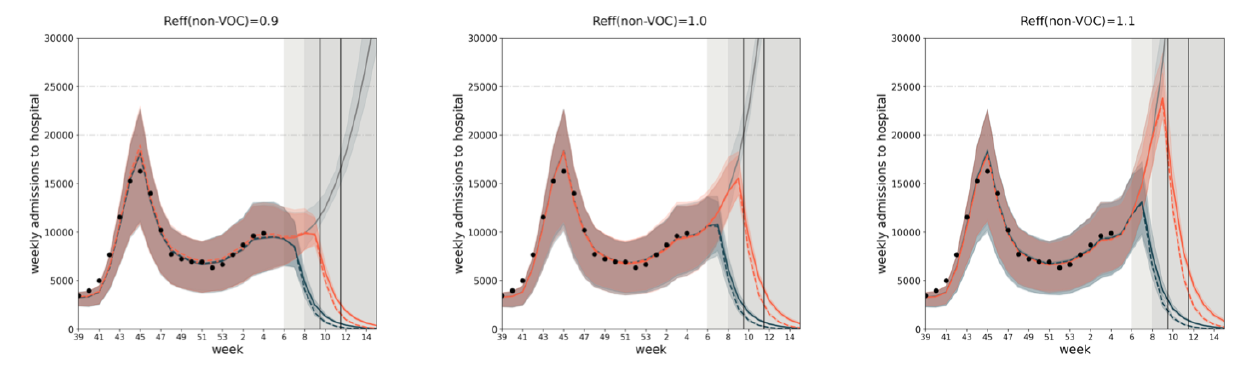 Reff(non-VOC)=0.9
30000
25000
20000
15000
10000
5000
0
weekly admissions to hospital
39 41 43 45 47 49 51 53 2 4 6 8 10 12 14
week
Reff(non-VOC)=1.0
30000
25000
20000
15000
10000
5000
0
weekly admissions to hospital
39 41 43 45 47 49 51 53 2 4 6 8 10 12 14
week
Reff(non-VOC)=1.1
30000
25000
20000
15000
10000
5000
0
weekly admissions to hospital
39 41 43 45 47 49 51 53 2 4 6 8 10 12 14
week